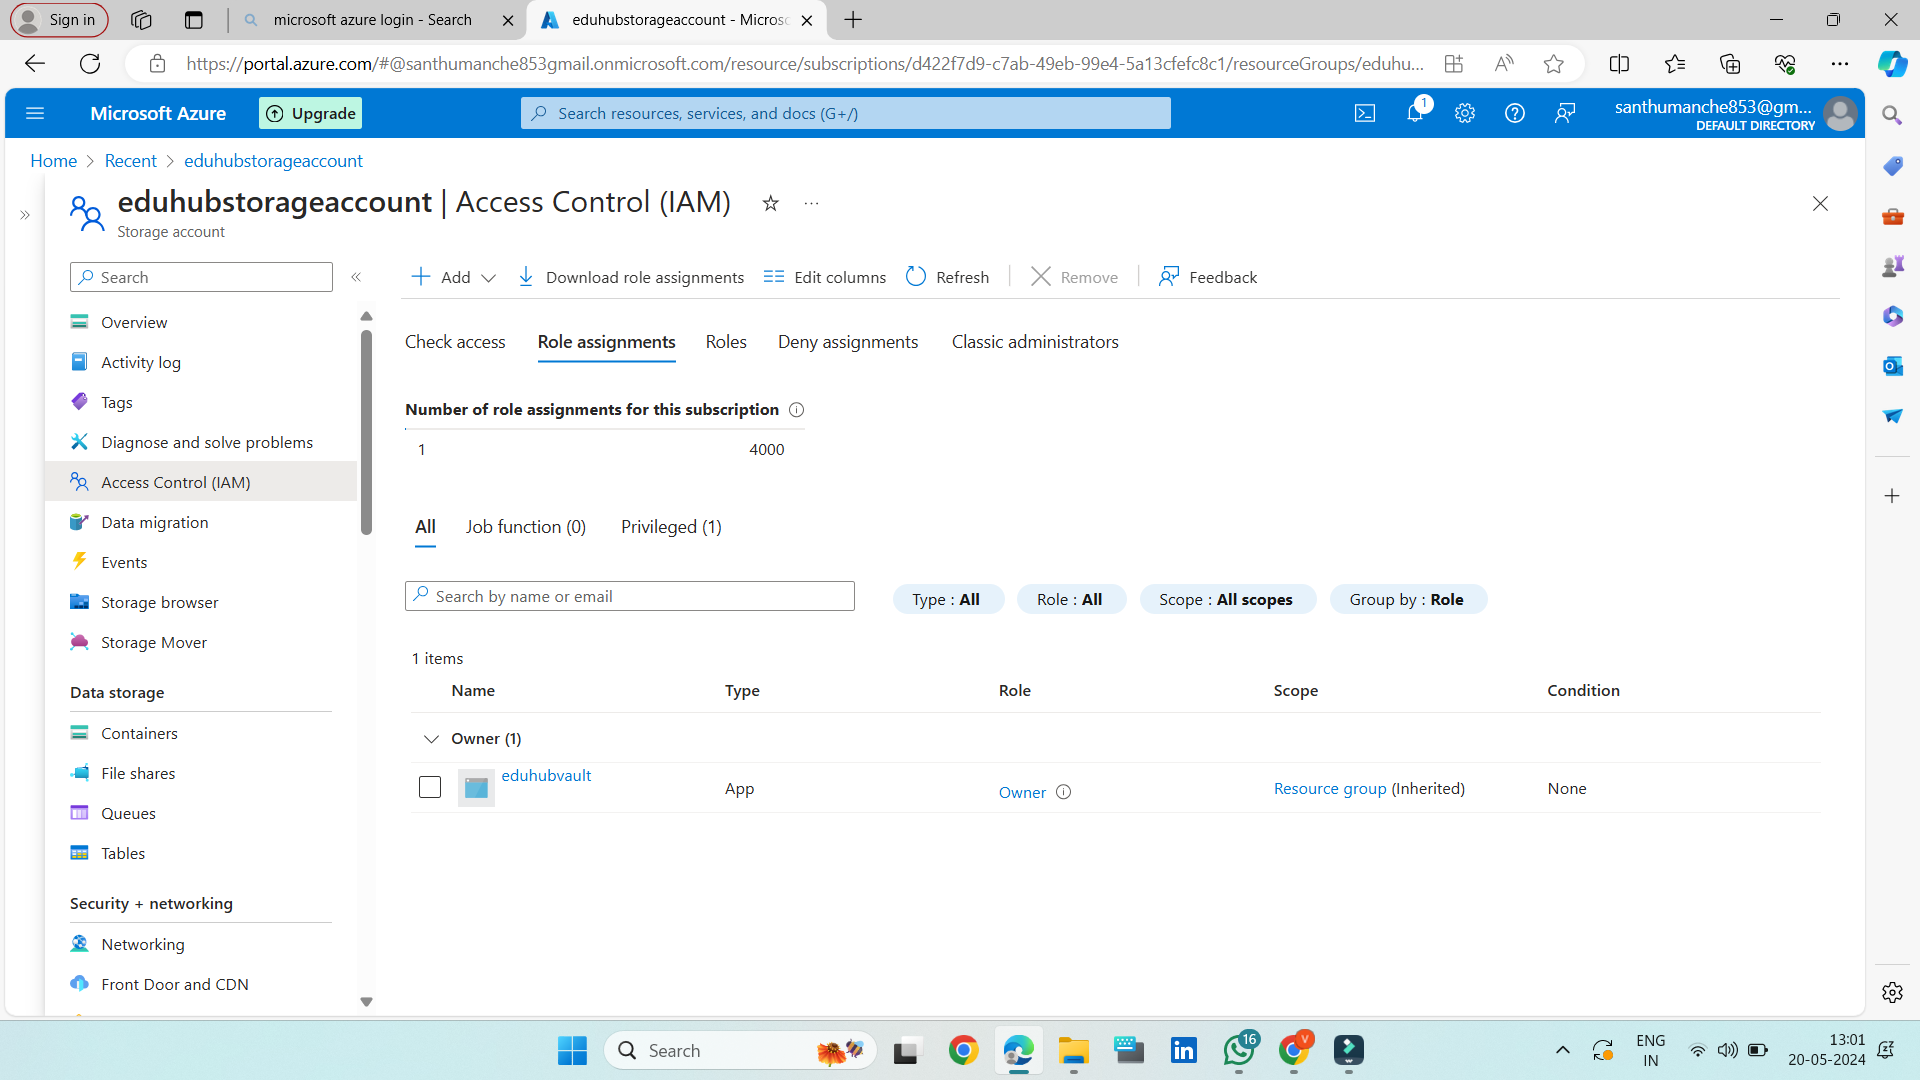 Sign in
microsoft azure login - Search
eduhubstorageaccount - Micros
https://portal.azure.com/#@santhumanche853gmail.onmicrosoft.com/resource/subscriptions/d422f7d9-c7ab-49eb-99e4-5a13cfefc8c1/resourceGroups/eduhu...
Microsoft Azure
Upgrade
Search resources, services, and docs (G+/)
1
santhumanche853@gm...
DEFAULT DIRECTORY
Home > Recent > eduhubstorageaccount
eduhubstorageaccount | Access Control (IAM)
Storage account
Search
Add
Download role assignments
Edit columns
Refresh
Remove
Feedback
Overview
Activity log
Tags
Diagnose and solve problems
Access Control (IAM)
Data migration
Events
Storage browser
Storage Mover
Data storage
Containers
File shares
Queues
Tables
Security + networking
Networking
Front Door and CDN
Check access
Role assignments
Roles
Deny assignments
Classic administrators
Number of role assignments for this subscription
1
4000
All
Job function (0)
Privileged (1)
Search by name or email
Type : All
Role : All
Scope : All scopes
Group by : Role
1 items
Name Type Role Scope Condition
Owner (1)
eduhubvault App Owner Resource group (Inherited) None
Search
16
V
ENG
IN
13:01
20-05-2024